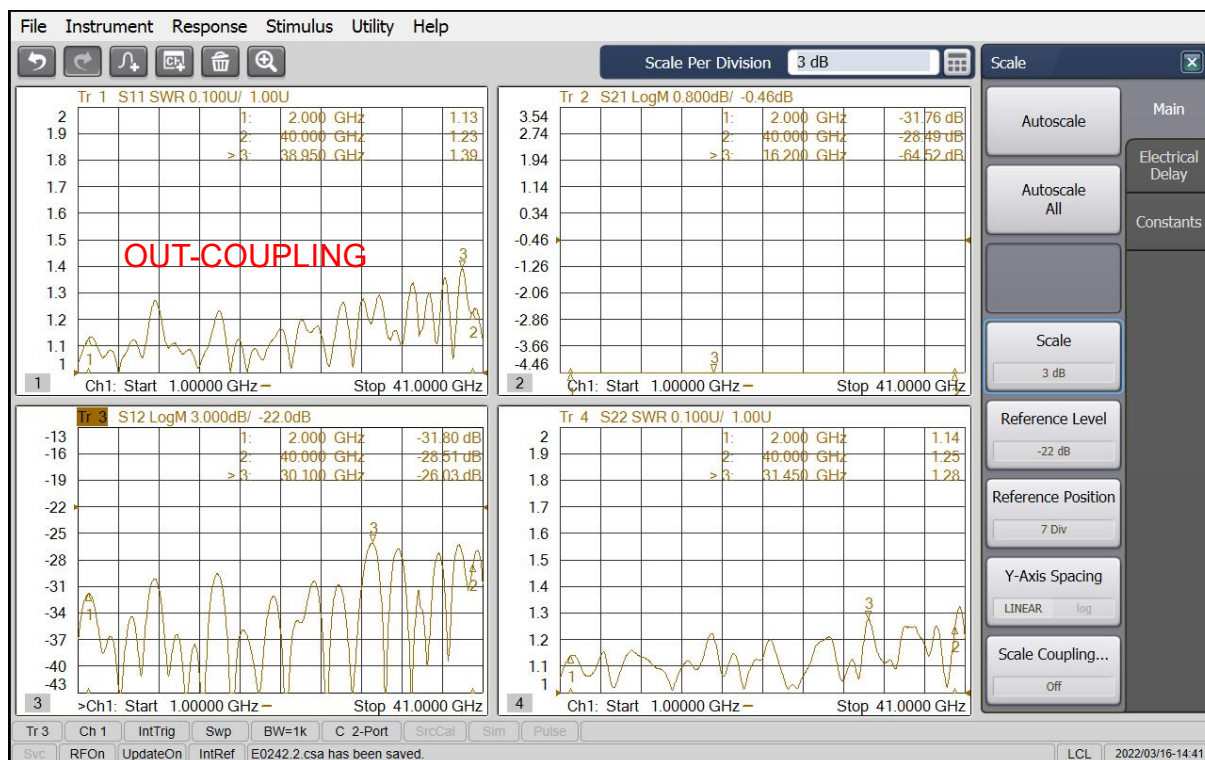 File Instrument Response Stimulus Utility Help
Scale Per Division 3 dB
Scale
Main
Electrical Delay
Constants
Autoscale
Autoscale All
Scale
3 dB
Reference Level
-22 dB
Reference Position
7 Div
Y-Axis Spacing
LINEAR log
Scale Coupling...
Off
Tr 1 S11 SWR 0.100U/ 1.00U
1: 2.000 GHz 1.13
2: 40.000 GHz 1.23
> 3: 38.950 GHz 1.39
2
1.9
1.8
1.7
1.6
1.5
1.4
1.3
1.2
1.1
1
OUT-COUPLING
3
1
2
1 Ch1: Start 1.00000 GHz Stop 41.0000 GHz
Tr 2 S21 LogM 0.800dB/ -0.46dB
1: 2.000 GHz -31.76 dB
2: 40.000 GHz -28.49 dB
> 3: 16.200 GHz -64.52 dB
3.54
2.74
1.94
1.14
0.34
-0.46
-1.26
-2.06
-2.86
-3.66
-4.46
3
2 Ch1: Start 1.00000 GHz Stop 41.0000 GHz
Tr 3 S12 LogM 3.000dB/ -22.0dB
1: 2.000 GHz -31.80 dB
2: 40.000 GHz -28.51 dB
> 3: 30.100 GHz -26.03 dB
-13
-16
-19
-22
-25
-28
-31
-34
-37
-40
-43
3
1
2
3 >Ch1: Start 1.00000 GHz Stop 41.0000 GHz
Tr 4 S22 SWR 0.100U/ 1.00U
1: 2.000 GHz 1.14
2: 40.000 GHz 1.25
> 3: 31.450 GHz 1.28
2
1.9
1.8
1.7
1.6
1.5
1.4
1.3
1.2
1.1
1
3
1
2
4 Ch1: Start 1.00000 GHz Stop 41.0000 GHz
Tr 3 Ch 1 IntTrig Swp BW=1k C 2-Port SrcCal Sim Pulse
Svc RFOn UpdateOn IntRef E0242.2.csa has been saved. LCL 2022/03/16-14:41